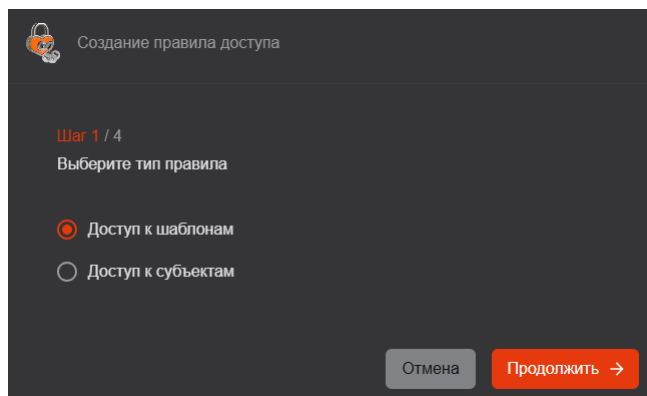 Создание правила доступа
Шаг 1 / 4
Выберите тип правила
Доступ к шаблонам
Доступ к субъектам
Отмена Продолжить →